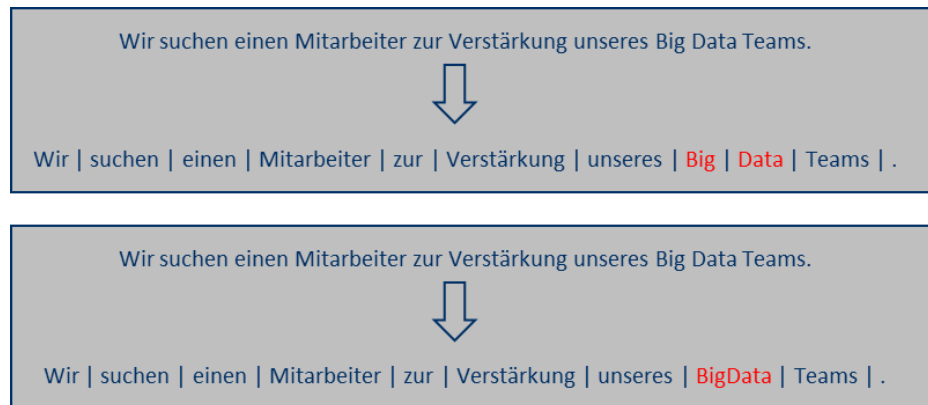 Wir suchen einen Mitarbeiter zur Verstärkung unseres Big Data Teams.
Wir | suchen | einen | Mitarbeiter | zur | Verstärkung | unseres | Big | Data | Teams | .
Wir suchen einen Mitarbeiter zur Verstärkung unseres Big Data Teams.
Wir | suchen | einen | Mitarbeiter | zur | Verstärkung | unseres | BigData | Teams | .